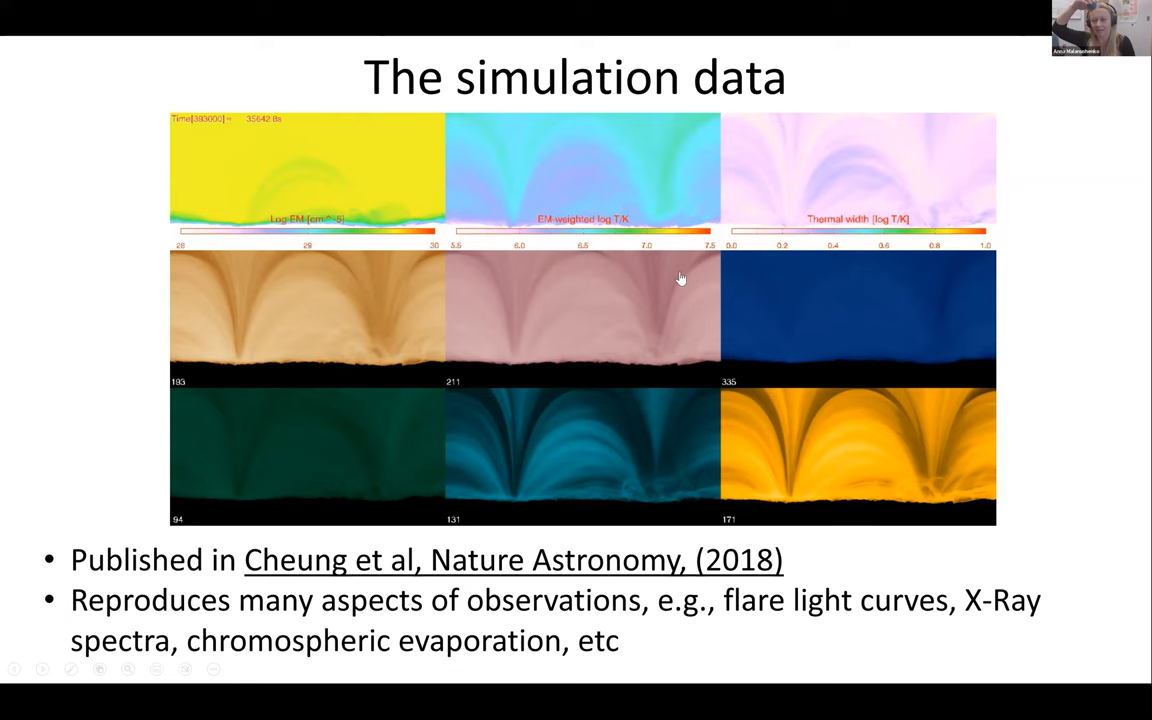 Anna Malanushenko
The simulation data
Time[393000]= 35642.8s
Log EM [cm^-5]
EM-weighted log T/K
Thermal width [log T/K]
28 29 30 5.5 6.0 6.5 7.0 7.5 0.0 0.2 0.4 0.6 0.8 1.0
193 211 335
94 131 171
• Published in Cheung et al, Nature Astronomy, (2018)
• Reproduces many aspects of observations, e.g., flare light curves, X-Ray
spectra, chromospheric evaporation, etc